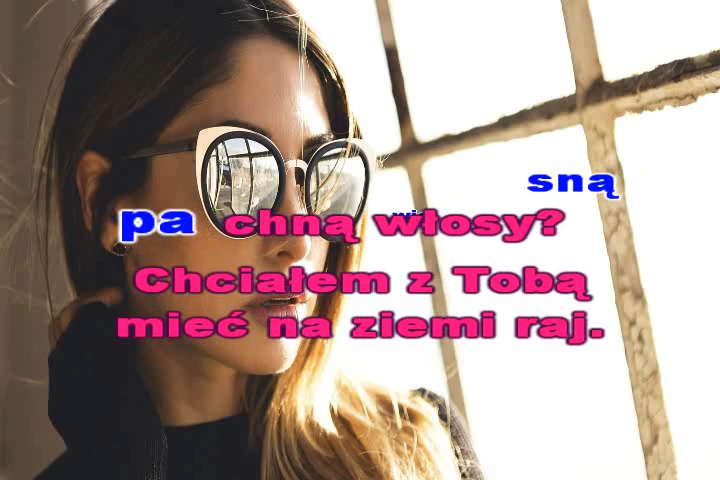 sną
pa chną włosy?
Chciałem z Tobą
mieć na ziemi raj.